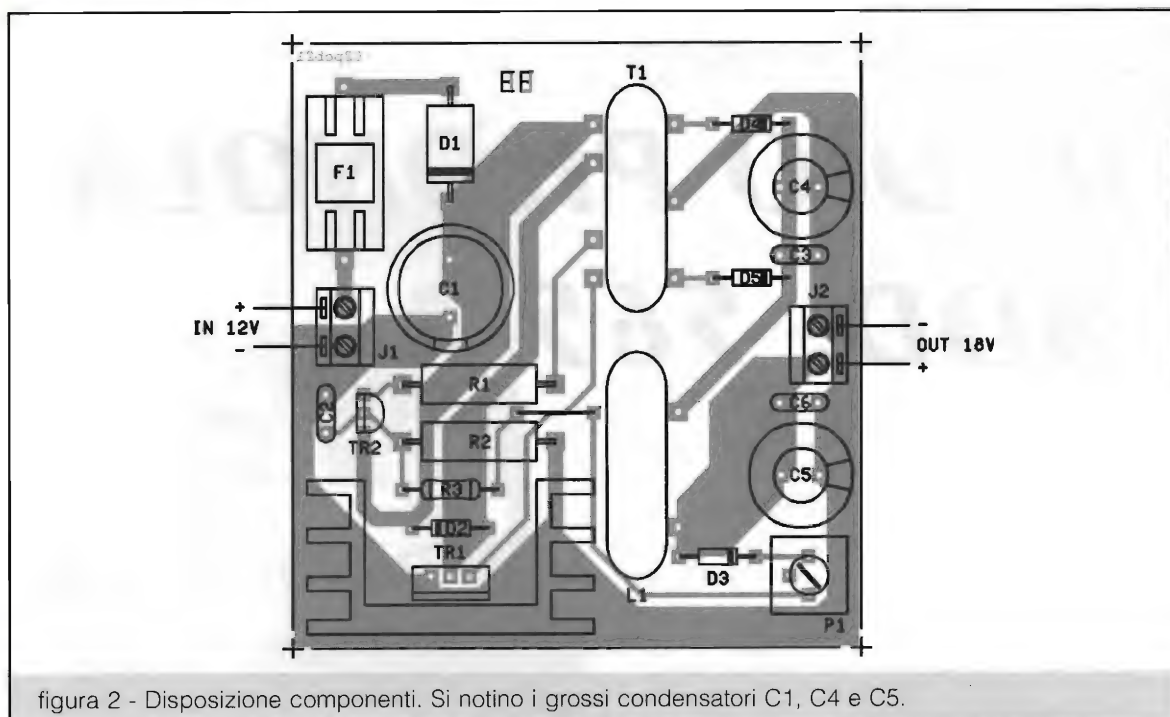 EF
T1
D1
D4
F1
C4
C3
D5
C1
J2
+
IN 12V
-
-
OUT 18V
+
J1
R1
C2
C6
TR2
R2
C5
R3
D2
TR1
D3
L1
P1
figura 2 - Disposizione componenti. Si notino i grossi condensatori C1, C4 e C5.